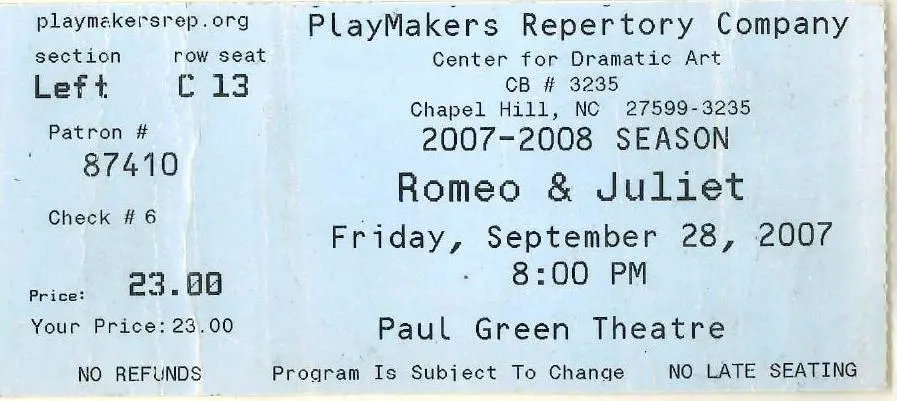 playmakersrep.org
section row seat
Left C 13
Patron #
87410
Check # 6
Price: 23.00
Your Price: 23.00
NO REFUNDS
PlayMakers Repertory Company
Center for Dramatic Art
CB # 3235
Chapel Hill, NC 27599-3235
2007-2008 SEASON
Romeo & Juliet
Friday, September 28, 2007
8:00 PM
Paul Green Theatre
Program Is Subject To Change NO LATE SEATING